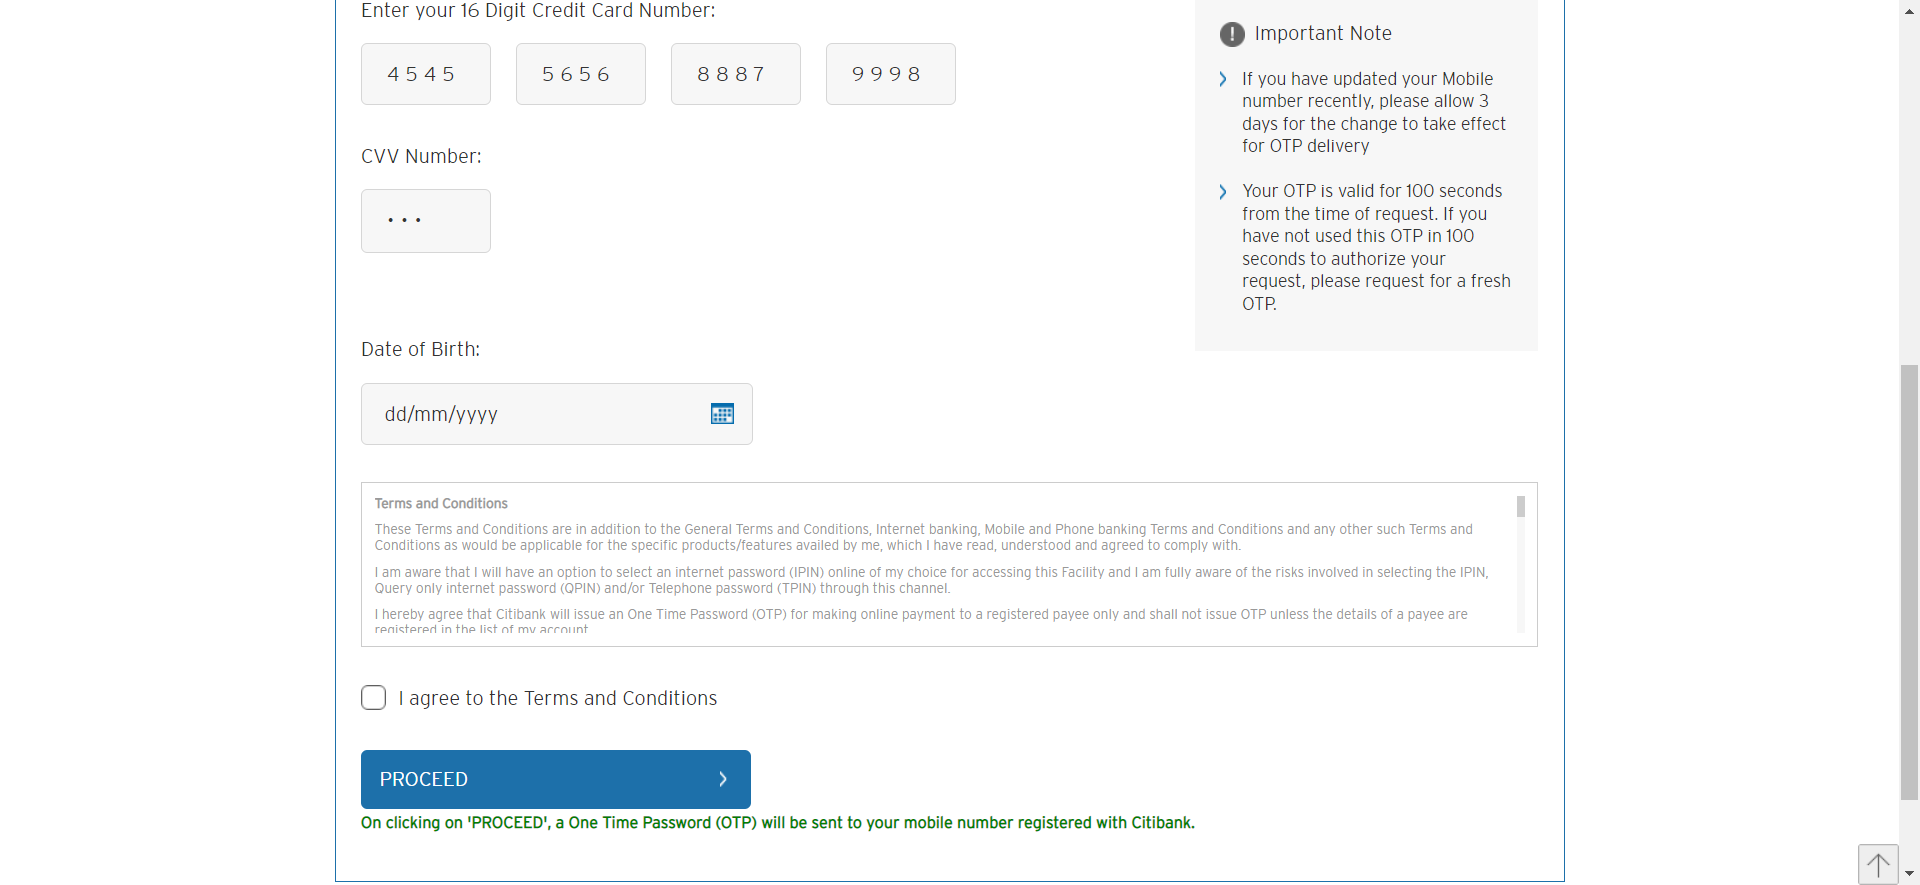 Enter your 16 Digit Credit Card Number:
4545 5656 8887 9998
CVV Number:
•••
Date of Birth:
dd/mm/yyyy
Important Note
If you have updated your Mobile
number recently, please allow 3
days for the change to take effect
for OTP delivery
Your OTP is valid for 100 seconds
from the time of request. If you
have not used this OTP in 100
seconds to authorize your
request, please request for a fresh
OTP.
Terms and Conditions
These Terms and Conditions are in addition to the General Terms and Conditions, Internet banking, Mobile and Phone banking Terms and Conditions and any other such Terms and
Conditions as would be applicable for the specific products/features availed by me, which I have read, understood and agreed to comply with.
I am aware that I will have an option to select an internet password (IPIN) online of my choice for accessing this Facility and I am fully aware of the risks involved in selecting the IPIN,
Query only internet password (QPIN) and/or Telephone password (TPIN) through this channel.
I hereby agree that Citibank will issue an One Time Password (OTP) for making online payment to a registered payee only and shall not issue OTP unless the details of a payee are
registered in the list of my account
I agree to the Terms and Conditions
PROCEED
On clicking on 'PROCEED', a One Time Password (OTP) will be sent to your mobile number registered with Citibank.